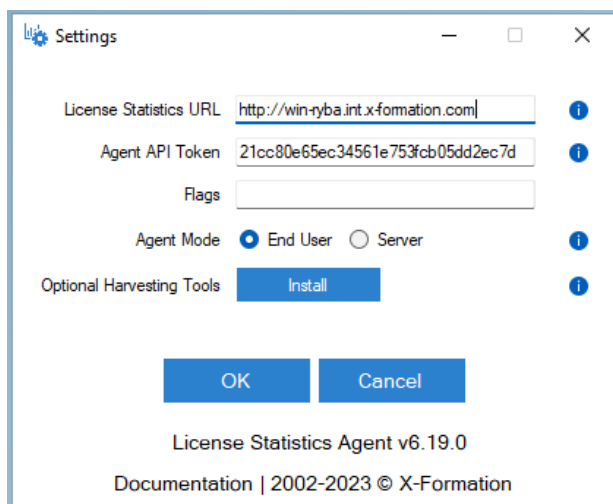 Settings
License Statistics URL http://win-ryba.int.x-formation.com
Agent API Token 21cc80e65ec34561e753fcb05dd2ec7d
Flags
Agent Mode End User Server
Optional Harvesting Tools Install
OK Cancel
License Statistics Agent v6.19.0
Documentation | 2002-2023 © X-Formation